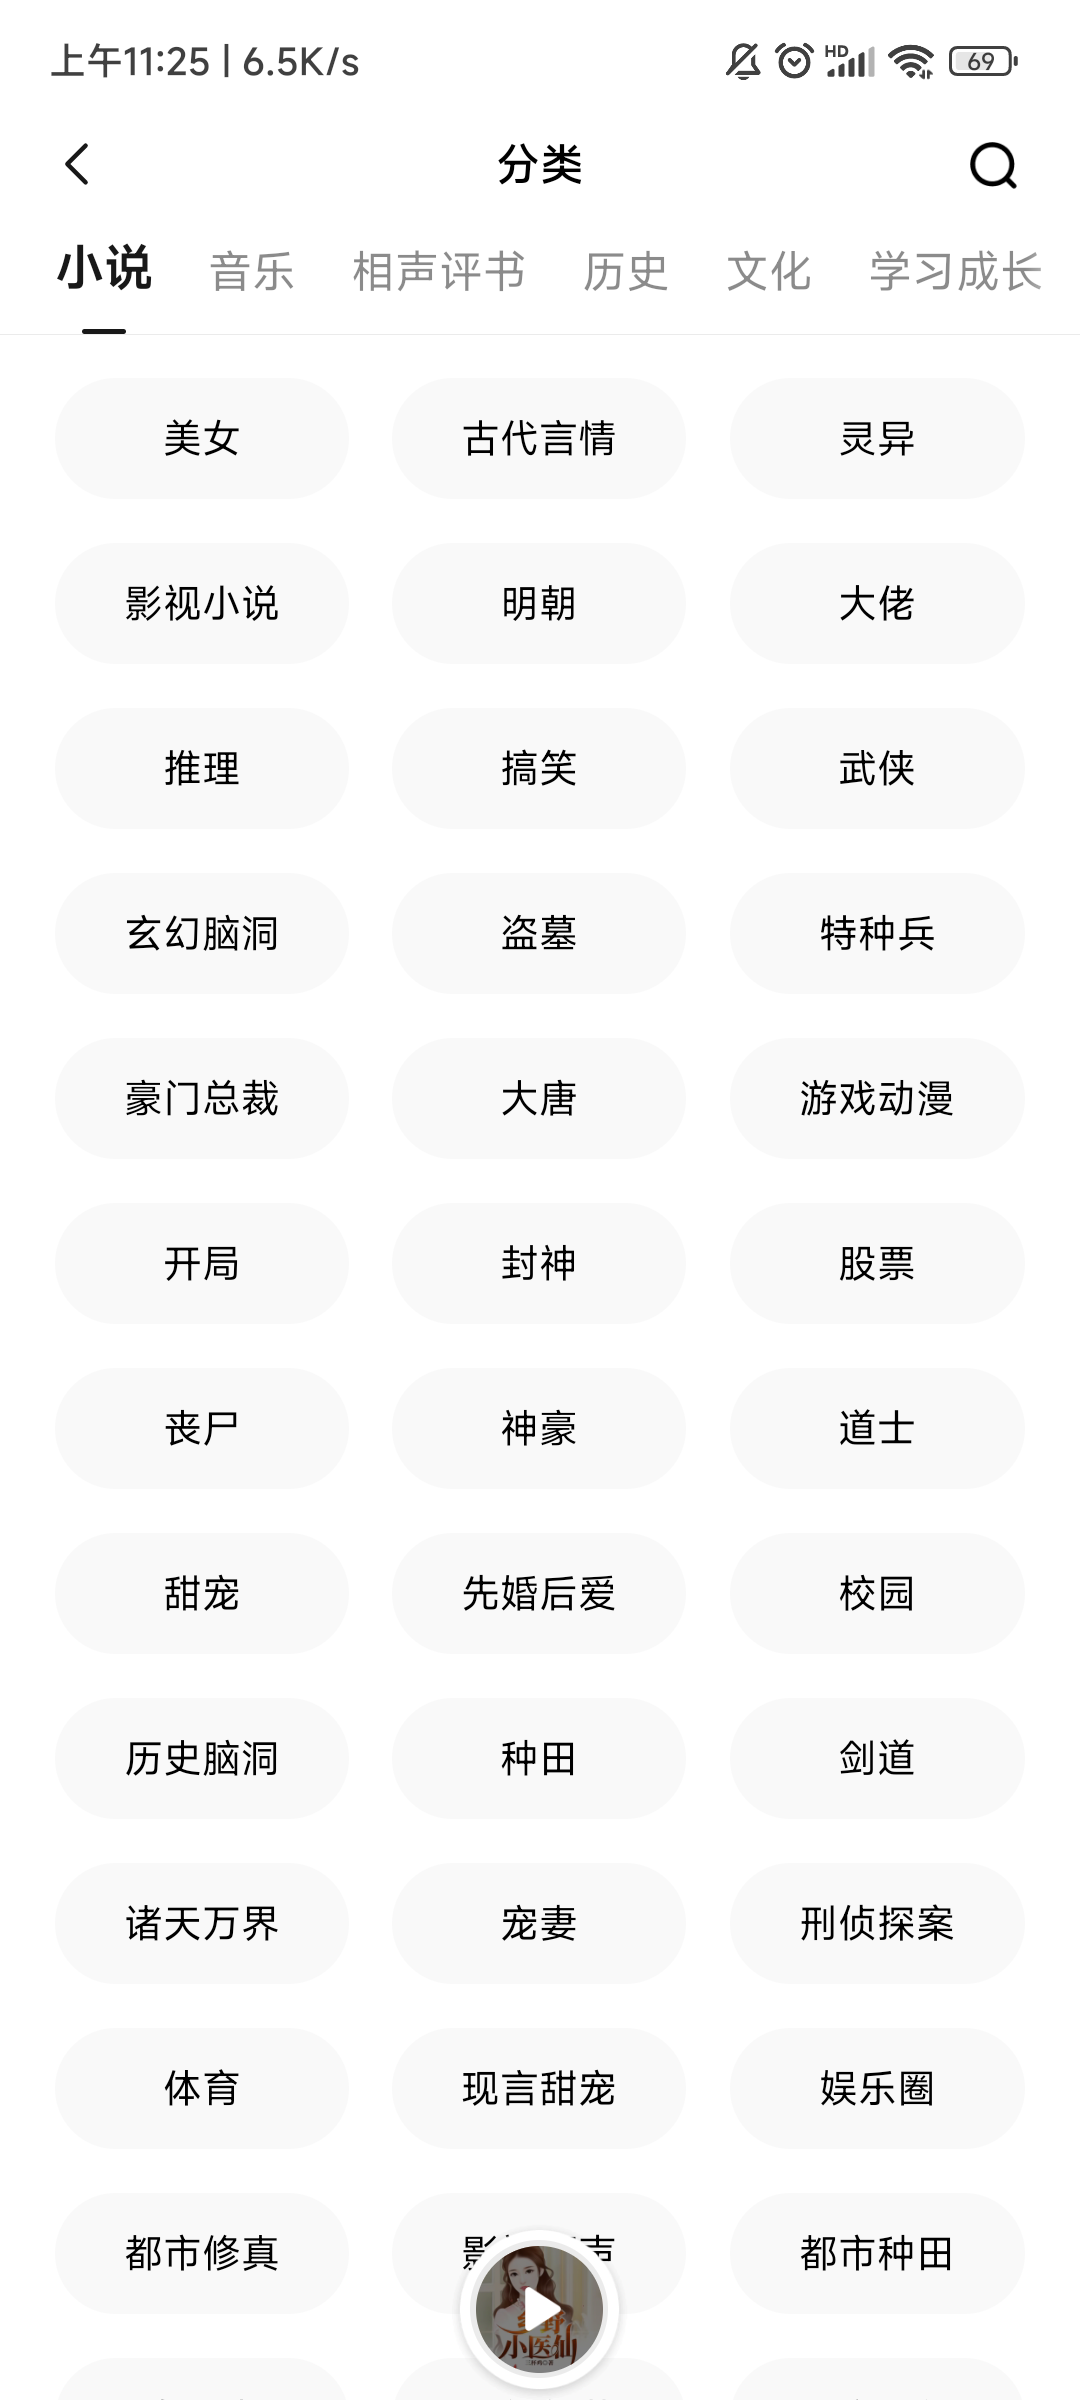 上午11:25 | 6.5K/s HD 69
分类
小说 音乐 相声评书 历史 文化 学习成长
美女 古代言情 灵异
影视小说 明朝 大佬
推理 搞笑 武侠
玄幻脑洞 盗墓 特种兵
豪门总裁 大唐 游戏动漫
开局 封神 股票
丧尸 神豪 道士
甜宠 先婚后爱 校园
历史脑洞 种田 剑道
诸天万界 宠妻 刑侦探案
体育 现言甜宠 娱乐圈
都市修真 影 声 都市种田
野
小医仙